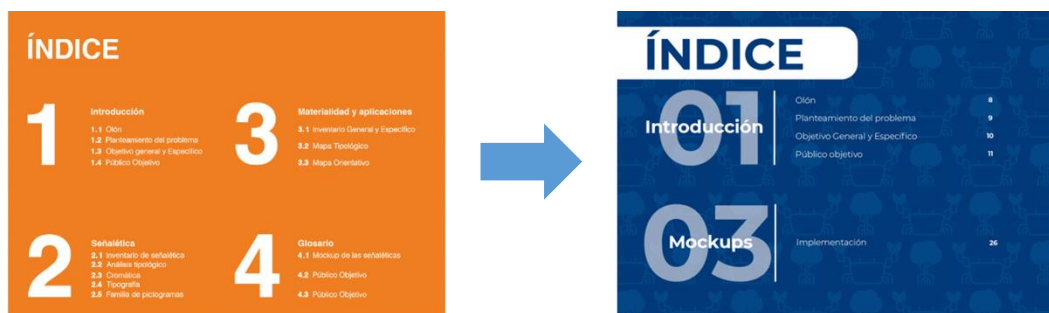 ÍNDICE
1
Introducción
1.1 Olón
1.2 Planteamiento del problema
1.3 Objetivo general y Específico
1.4 Público Objetivo
2
Señalética
2.1 Inventario de señalética
2.2 Análisis tipológico
2.3 Cromática
2.4 Tipografía
2.5 Familia de pictogramas
3
Materialidad y aplicaciones
3.1 Inventario General y Específico
3.2 Mapa Tipológico
3.3 Mapa Orientativo
4
Glosario
4.1 Mockup de las señaléticas
4.2 Público Objetivo
4.3 Público Objetivo
ÍNDICE
01
Introducción
Olón 8
Planteamiento del problema 9
Objetivo General y Específico 10
Público objetivo 11
03
Mockups
Implementación 26